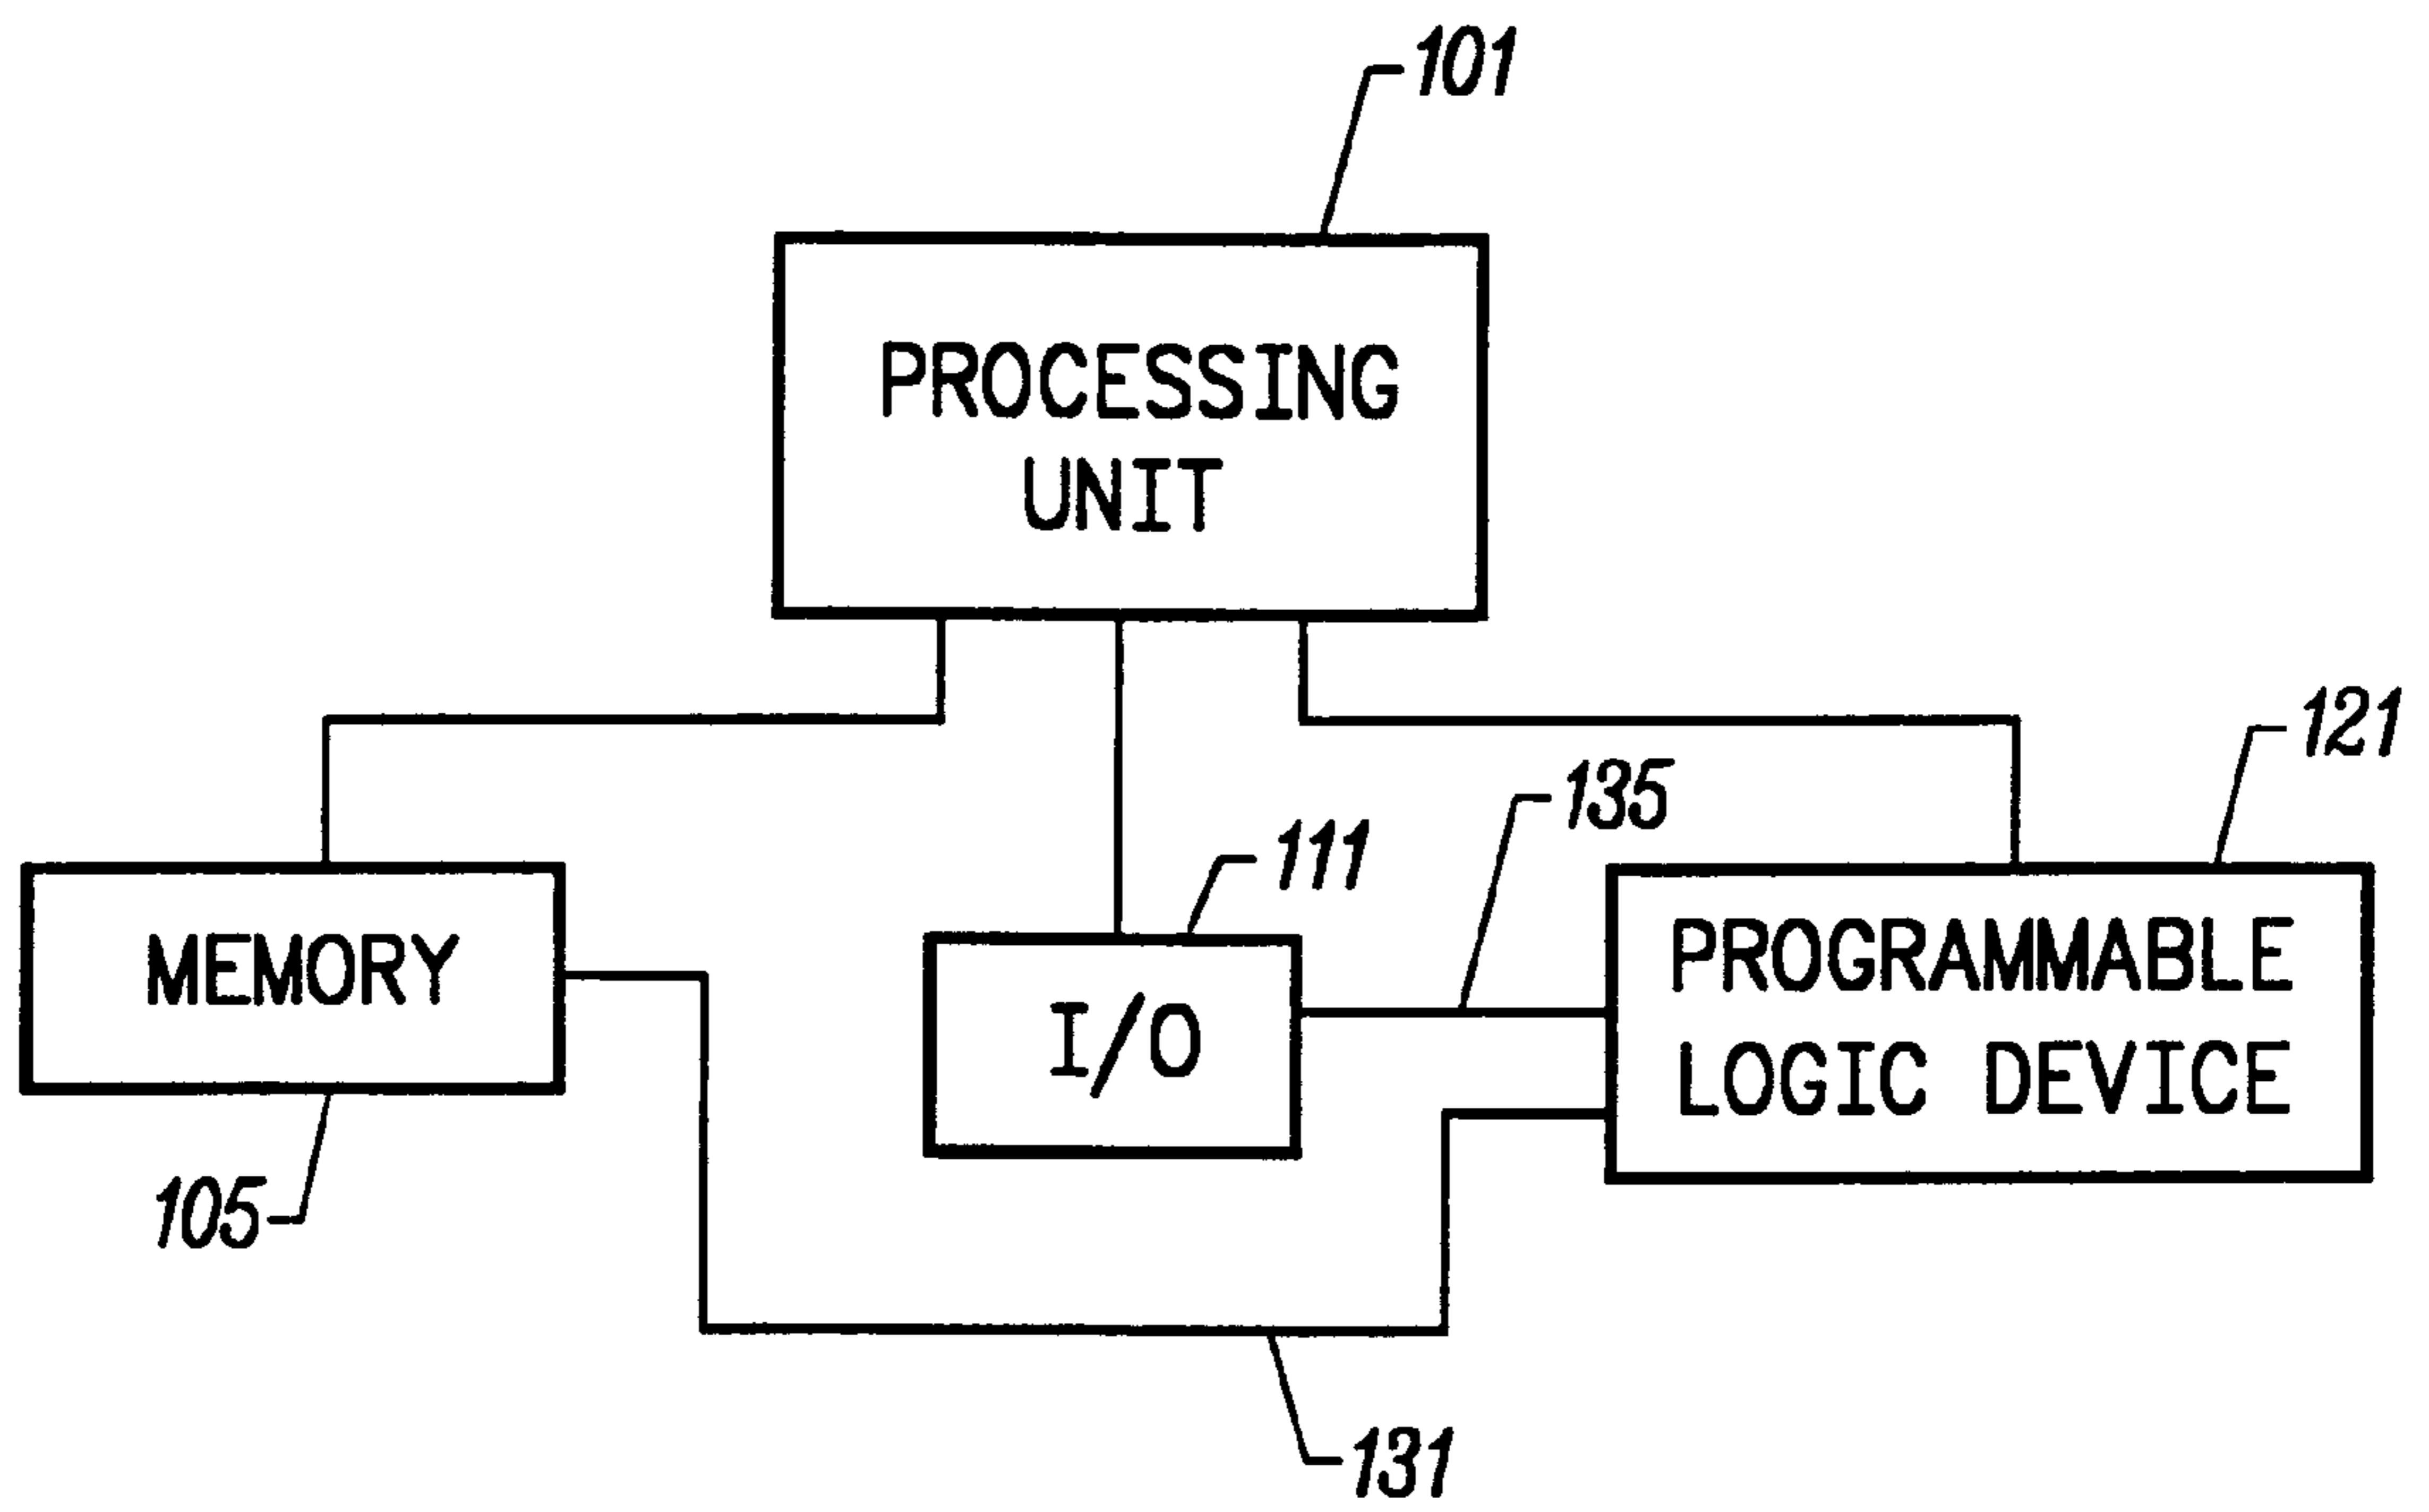 101
PROCESSING
UNIT
121
135
111
MEMORY
I/O
PROGRAMMABLE
LOGIC DEVICE
105
131